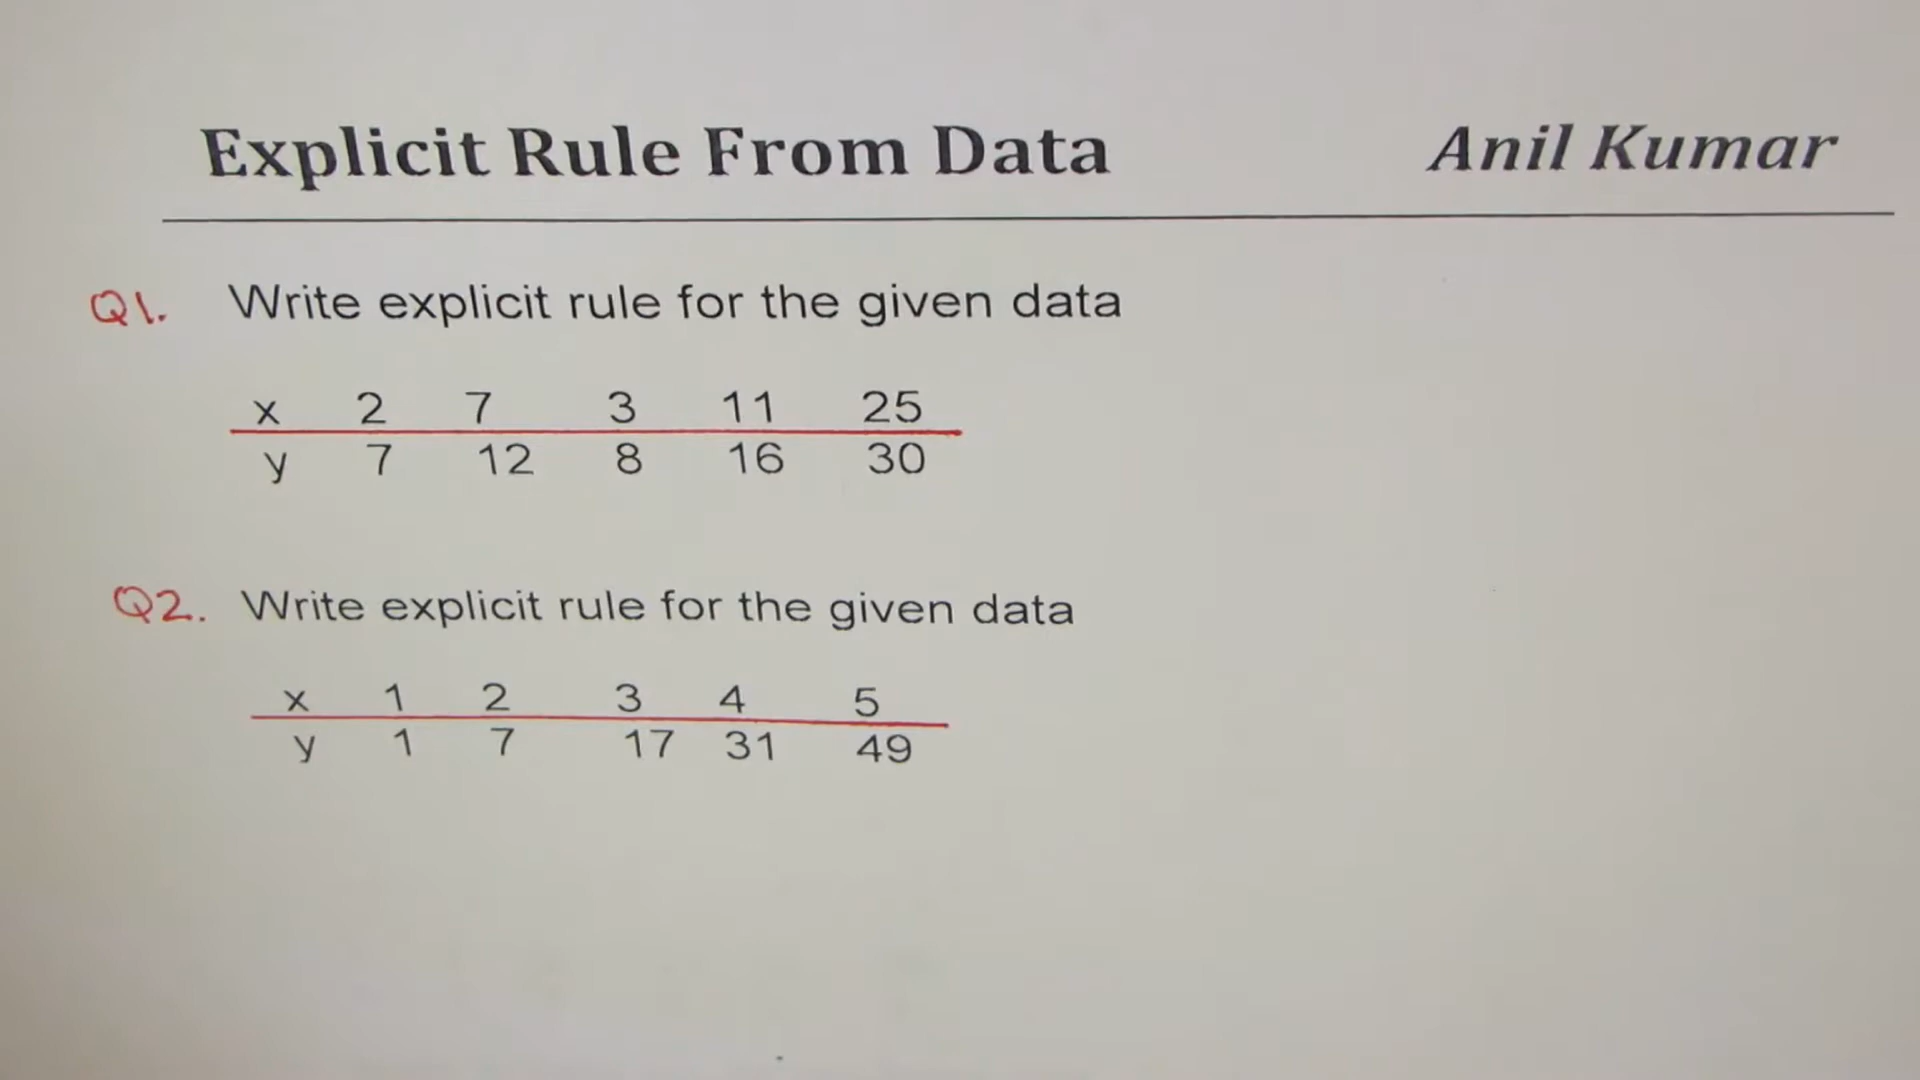 Explicit Rule From Data Anil Kumar
Q1. Write explicit rule for the given data
x 2 7 3 11 25
y 7 12 8 16 30
Q2. Write explicit rule for the given data
x 1 2 3 4 5
y 1 7 17 31 49